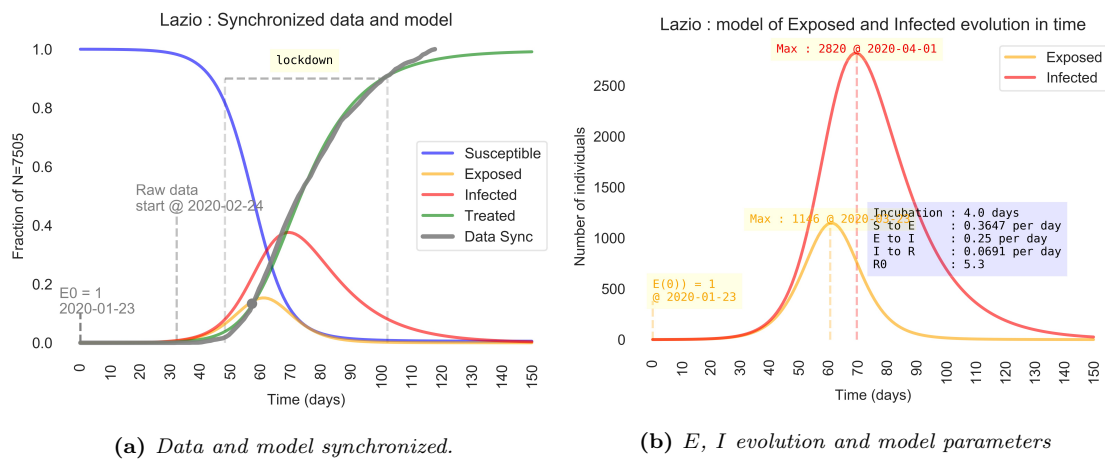 Lazio : Synchronized data and model
1.0
0.8
0.6
0.4
0.2
0.0
Fraction of N=7505
lockdown
Raw data
start @ 2020-02-24
E0 = 1
2020-01-23
Susceptible
Exposed
Infected
Treated
Data Sync
0 10 20 30 40 50 60 70 80 90 100 110 120 130 140 150
Time (days)
(a) Data and model synchronized.
Lazio : model of Exposed and Infected evolution in time
Max : 2820 @ 2020-04-01
Exposed
Infected
2500
2000
1500
1000
500
0
Number of individuals
Max : 1146 @ 2020-03-23
Incubation : 4.0 days
S to E : 0.3647 per day
E to I : 0.25 per day
I to R : 0.0691 per day
R0 : 5.3
E(0)) = 1
@ 2020-01-23
0 10 20 30 40 50 60 70 80 90 100 110 120 130 140 150
Time (days)
(b) E, I evolution and model parameters